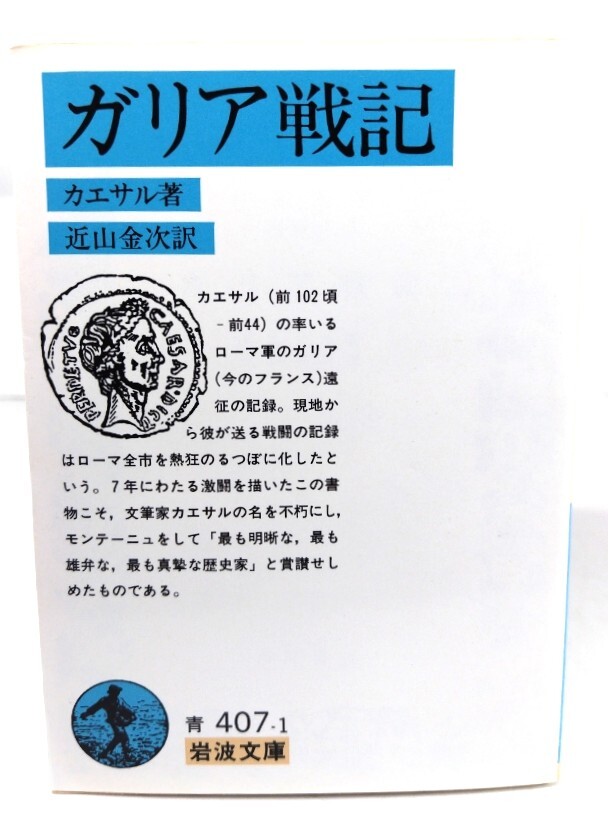 ガリア戦記
カエサル著
近山金次訳
CAESAR·DICT
PERPETVO
カエサル（前102頃
－前44）の率いる
ローマ軍のガリア
(今のフランス)遠
征の記録。現地か
ら彼が送る戦闘の記録
はローマ全市を熱狂のるつぼに化したと
いう。7年にわたる激闘を描いたこの書
物こそ，文筆家カエサルの名を不朽にし，
モンテーニュをして「最も明晰な，最も
雄弁な，最も真摯な歴史家」と賞讃せし
めたものである。
青 407-1
岩波文庫